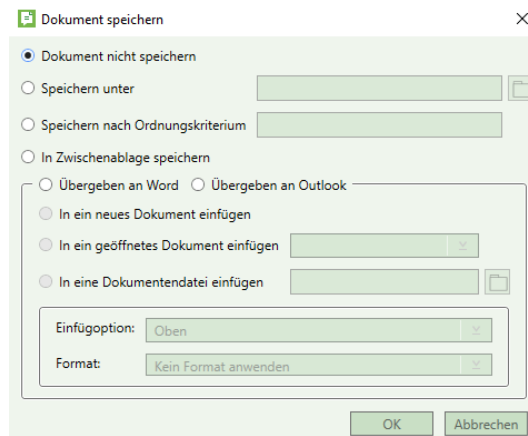 Dokument speichern
Dokument nicht speichern
Speichern unter
Speichern nach Ordnungskriterium
In Zwischenablage speichern
Übergeben an Word Übergeben an Outlook
In ein neues Dokument einfügen
In ein geöffnetes Dokument einfügen
In eine Dokumentendatei einfügen
Einfügoption: Oben
Format: Kein Format anwenden
OK Abbrechen